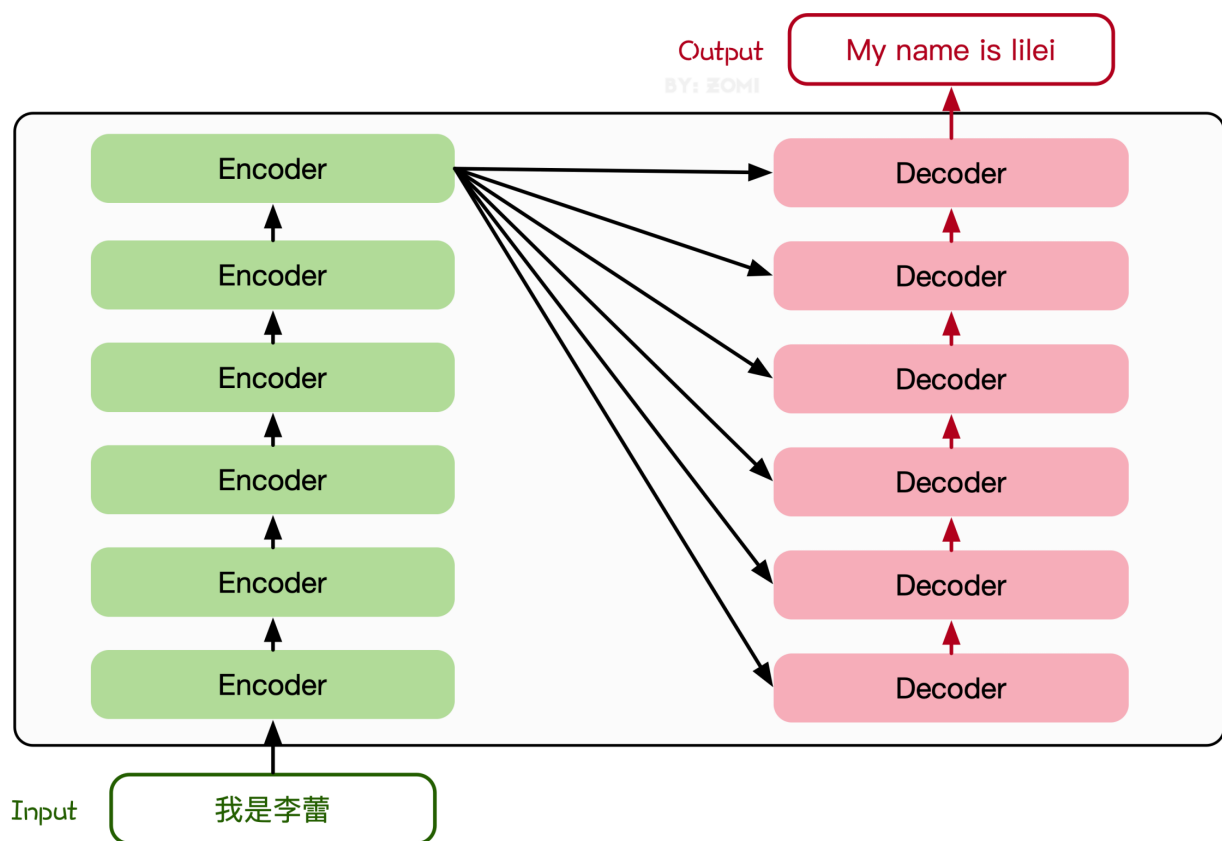 Output
My name is lilei
BY: ZOMI
Encoder
Encoder
Encoder
Encoder
Encoder
Encoder
Decoder
Decoder
Decoder
Decoder
Decoder
Decoder
Input
我是李蕾